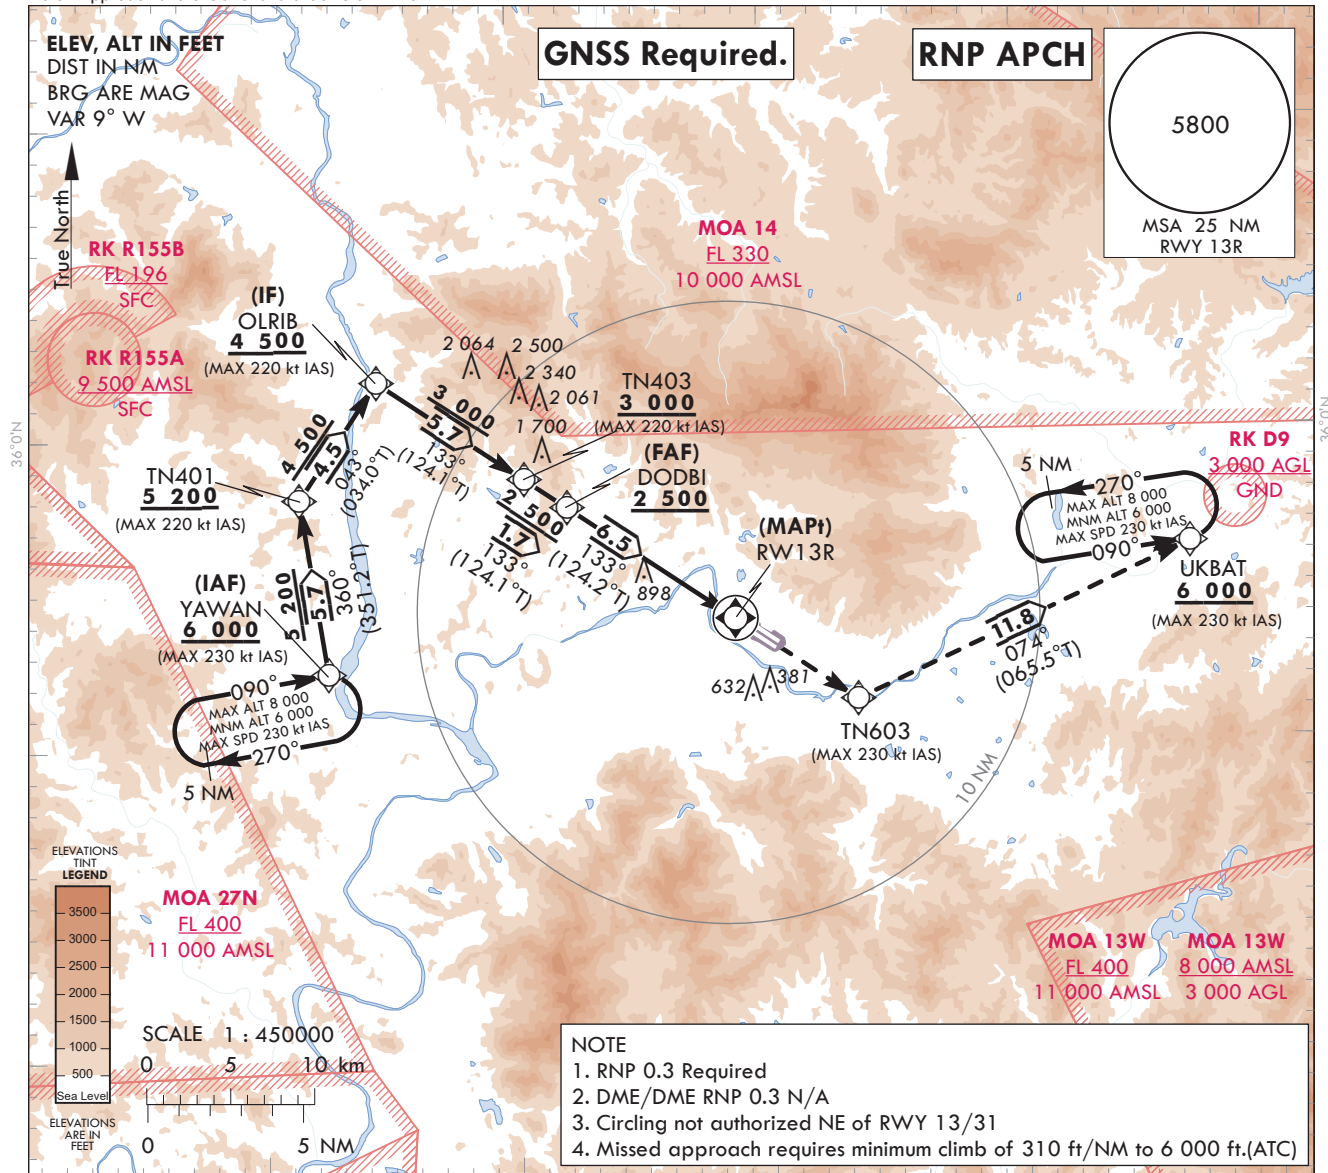 ELEV, ALT IN FEET
DIST IN NM
BRG ARE MAG
VAR 9° W
True North
GNSS Required.
RNP APCH
5800
MSA 25 NM
RWY 13R
RK R155B
FL 196
SFC
RK R155A
9 500 AMSL
SFC
MOA 14
FL 330
10 000 AMSL
(IF)
OLRIB
4 500
(MAX 220 kt IAS)
2 064
2 500
2 340
2 061
1 700
TN403
3 000
(MAX 220 kt IAS)
(FAF)
DODBI
2 500
3 000
5.7
133°
(124.1°T)
4 500
4.5
043°
(034.0°T)
TN401
5 200
(MAX 220 kt IAS)
2 500
1.7
133°
(124.1°T)
6.5
133°
(124.2°T)
898
(MAPt)
RW13R
36°0'N
36°0'N
RK D9
3 000 AGL
GND
5 NM
270°
MAX ALT 8 000
MNM ALT 6 000
MAX SPD 230 kt IAS
090°
UKBAT
6 000
(MAX 230 kt IAS)
11.8
074°
(065.5°T)
(IAF)
YAWAN
6 000
(MAX 230 kt IAS)
5 200
5.7
360°
(351.2°T)
090°
MAX ALT 8 000
MNM ALT 6 000
MAX SPD 230 kt IAS
270°
5 NM
632
381
TN603
(MAX 230 kt IAS)
10 NM
ELEVATIONS
TINT
LEGEND
3500
3000
2500
2000
1500
1000
500
Sea Level
ELEVATIONS
ARE IN
FEET
MOA 27N
FL 400
11 000 AMSL
MOA 13W
FL 400
11 000 AMSL
MOA 13W
8 000 AMSL
3 000 AGL
SCALE 1 : 450000
0 5 10 km
0 5 NM
NOTE
1. RNP 0.3 Required
2. DME/DME RNP 0.3 N/A
3. Circling not authorized NE of RWY 13/31
4. Missed approach requires minimum climb of 310 ft/NM to 6 000 ft.(ATC)